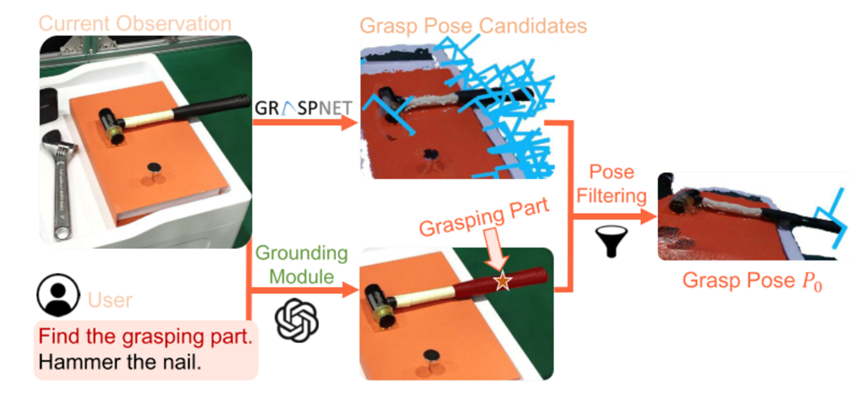 Current Observation
Grasp Pose Candidates
GRASPNET
Grasping Part
Pose
Filtering
Grounding
Module
User
Find the grasping part.
Hammer the nail.
Grasp Pose P₀